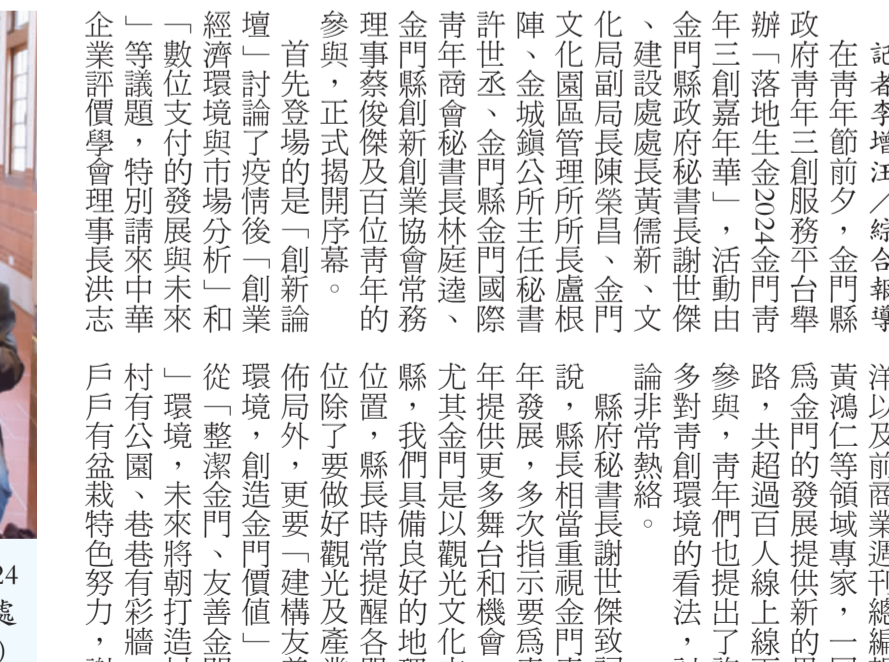 記者李增汪／綜合報導
在青年節前夕，金門縣
政府青年三創服務平台舉
辦「落地生金2024金門青
年三創嘉年華」，活動由
金門縣政府秘書長謝世傑
、建設處處長黃儒新、文
化局副局長陳榮昌、金門
文化園區管理所所長盧根
陣、金城鎮公所主任秘書
許世丞、金門縣金門國際
青年商會秘書長林庭逵、
金門縣創新創業協會常務
理事蔡俊傑及百位青年的
參與，正式揭開序幕。
首先登場的是「創新論
壇」討論了疫情後「創業
經濟環境與市場分析」和
「數位支付的發展與未來
」等議題，特別請來中華
企業評價學會理事長洪志
洋以及前商業週刊總編
黃鴻仁等領域專家，一同
為金門的發展提供新的思
路，共超過百人線上線
參與，青年們也提出了許
多對青創環境的看法，討
論非常熱絡。
縣府秘書長謝世傑致詞
說，縣長相當重視金門青
年發展，多次指示要為青
年提供更多舞台和機會
尤其金門是以觀光文化
縣，我們具備良好的地理
位置，縣長時常提醒各單
位除了要做好觀光及產業
佈局外，更要「建構友善
環境，創造金門價值」
從「整潔金門、友善金門
」環境，未來將朝打造
村有公園、巷巷有彩牆
戶戶有盆栽特色努力，謝
24
處
）